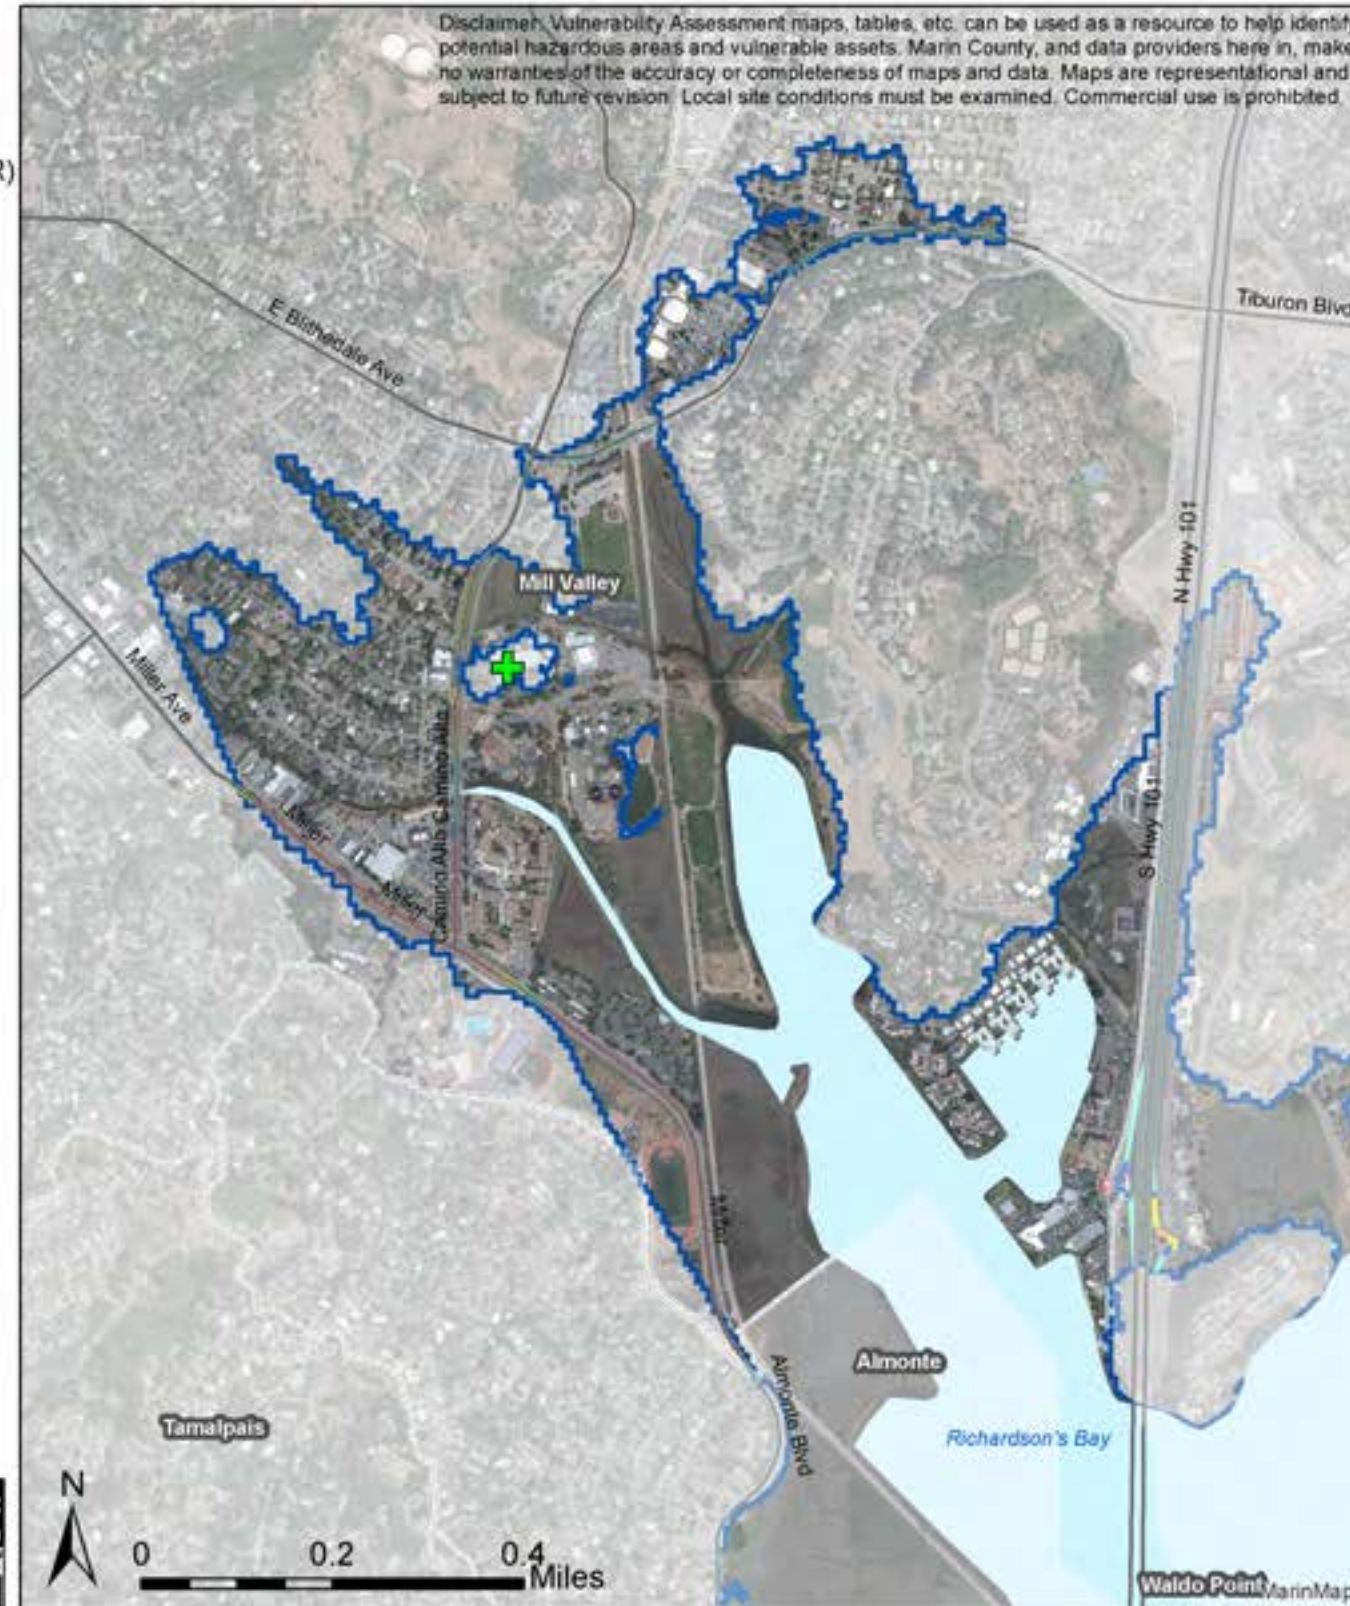 Disclaimer: Vulnerability Assessment maps, tables, etc. can be used as a resource to help identify
potential hazardous areas and vulnerable assets. Marin County, and data providers here in, make
no warranties of the accuracy or completeness of maps and data. Maps are representational and
subject to future revision. Local site conditions must be examined. Commercial use is prohibited.
R)
Tiburon Blvd
E Blithedale Ave
N Hwy 101
Mill Valley
Miller Ave
Camino Alto Camino Alto
S Hwy 101
Miller
Miller
Miller
Almonte
Almonte Blvd
Tamalpais
Richardson's Bay
N
0 0.2 0.4
Miles
Waldo Point
MarinMap